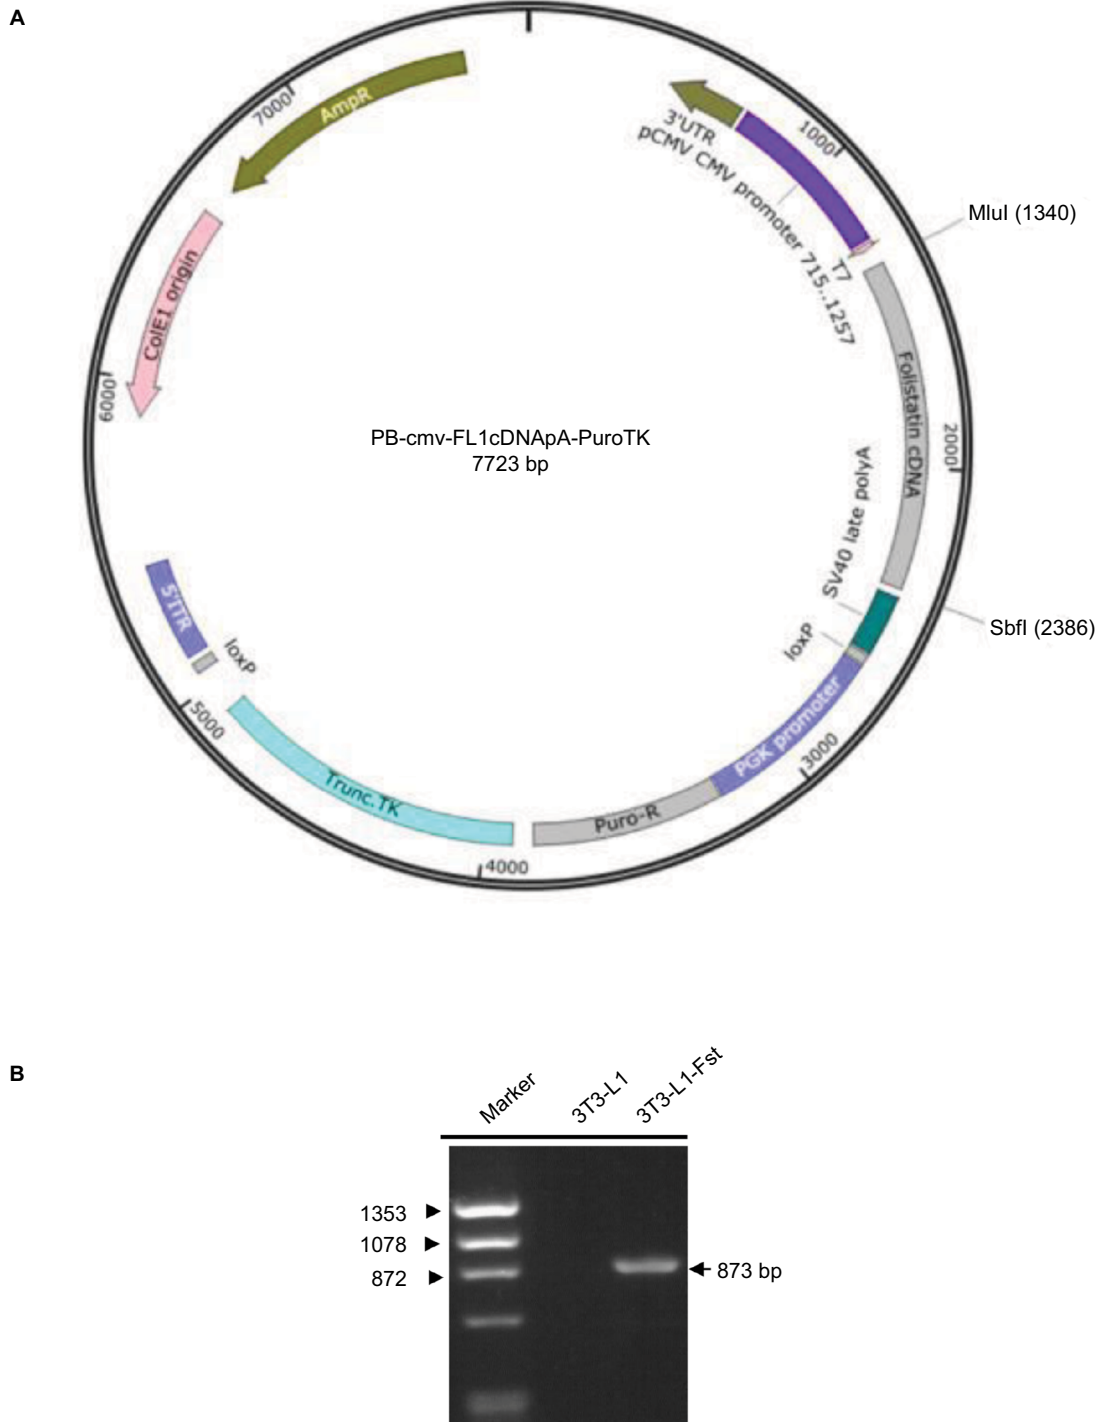 A
AmpR
7000
3'UTR
pCMV CMV promoter 715..1257
1000
MluI (1340)
T7
Folistatin cDNA
ColE1 origin
6000
PB-cmv-FL1cDNApA-PuroTK
7723 bp
2000
SV40 late polyA
SbfI (2386)
loxP
5'ITR
loxP
PGK promoter
5000
3000
Trunc.TK
Puro-R
4000
B
Marker
3T3-L1
3T3-L1-Fst
1353
1078
872
873 bp